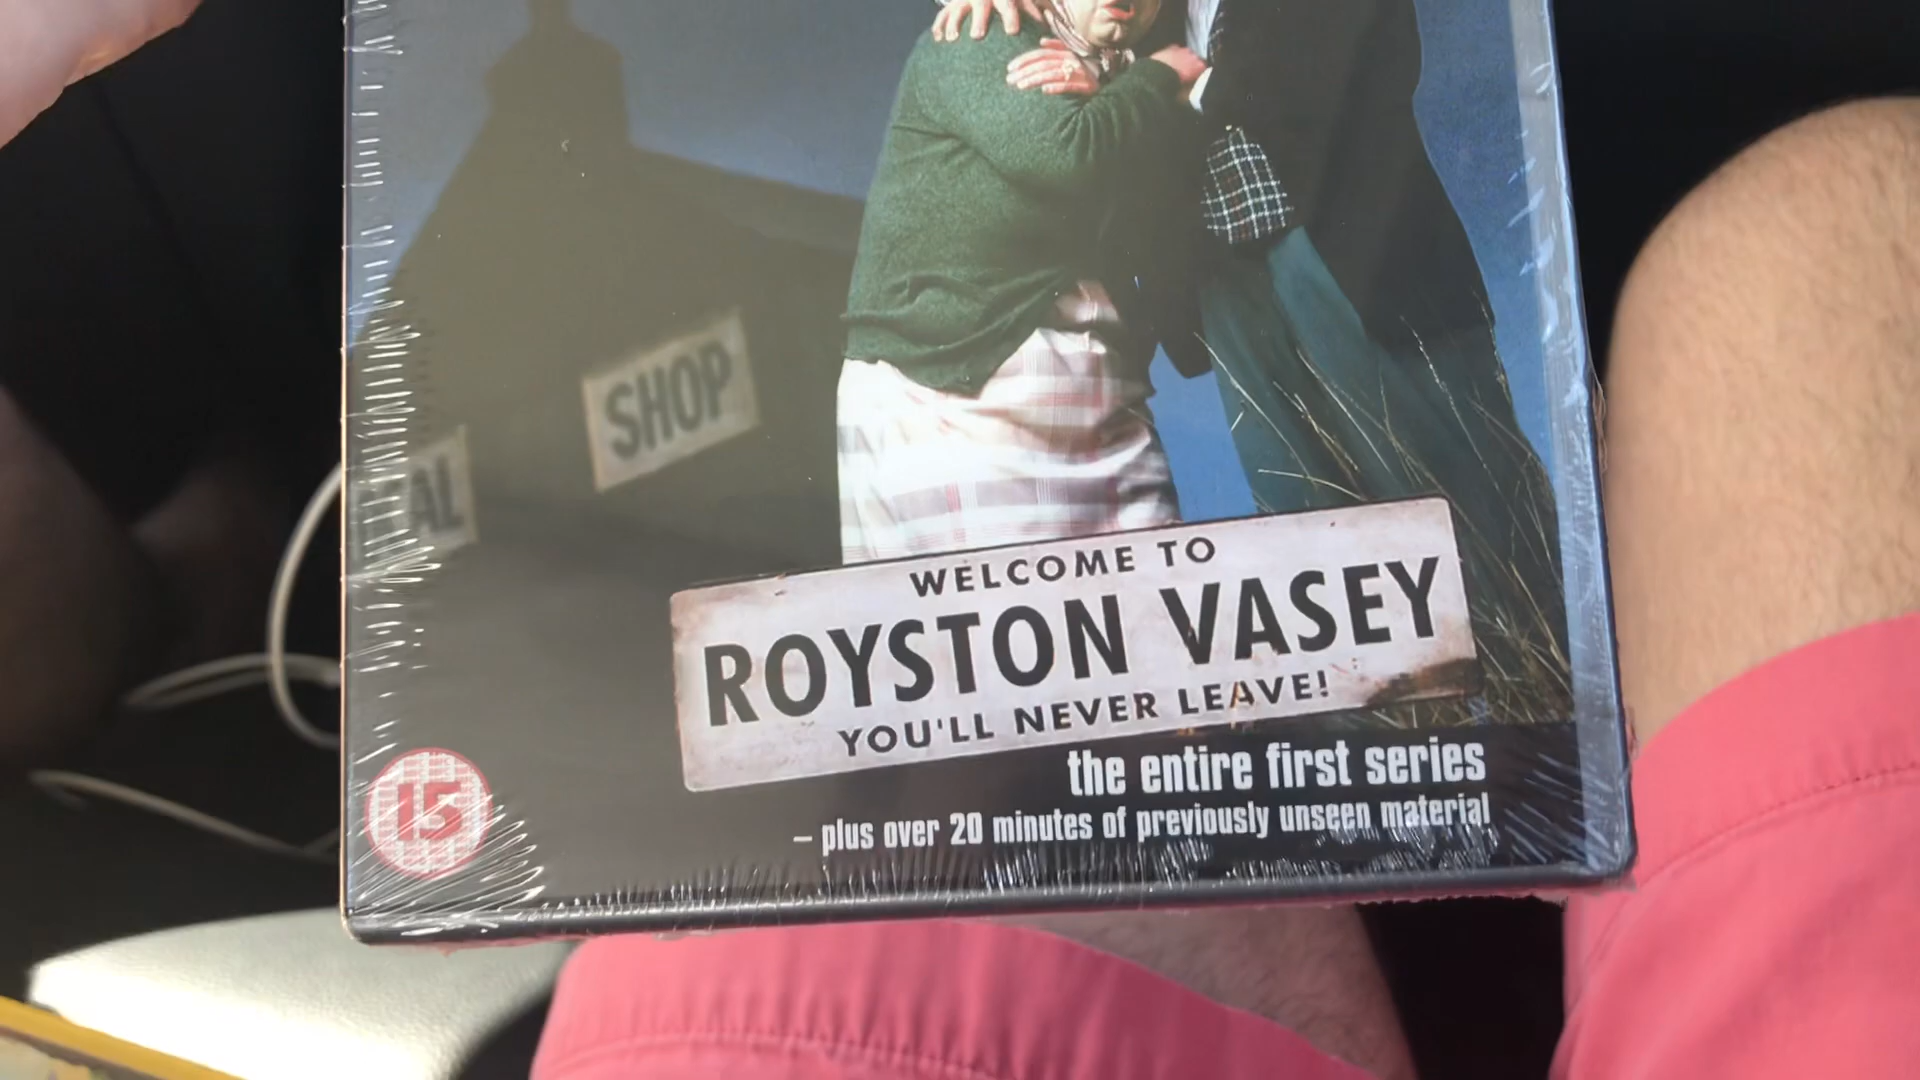 SHOP
AL
WELCOME TO
ROYSTON VASEY
YOU'LL NEVER LEAVE!
the entire first series
– plus over 20 minutes of previously unseen material
15